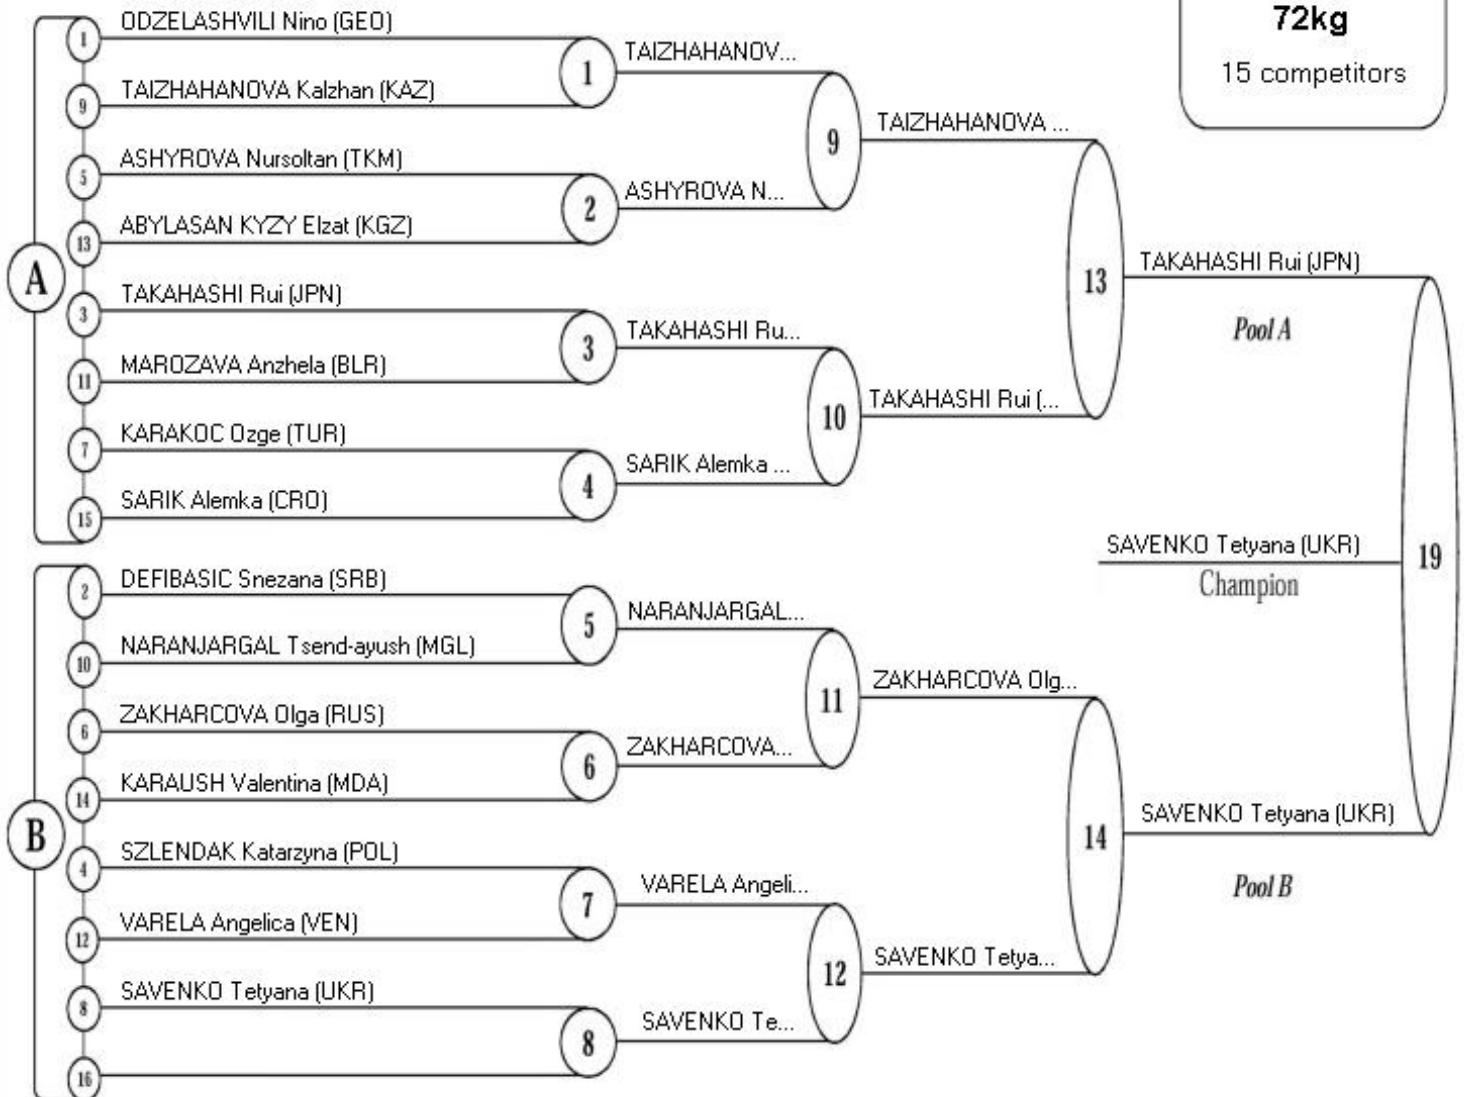 72kg
15 competitors
1 ODZELASHVILI Nino (GEO)
9 TAIZHAHANOVA Kalzhan (KAZ)
5 ASHYROVA Nursoltan (TKM)
13 ABYLASAN KYZY Elzat (KGZ)
3 TAKAHASHI Rui (JPN)
11 MAROZAVA Anzhela (BLR)
7 KARAKOC Ozge (TUR)
15 SARIK Alemka (CRO)
A
2 DEFIBASIC Snezana (SRB)
10 NARANJARGAL Tsend-ayush (MGL)
6 ZAKHARCOVA Olga (RUS)
14 KARAUSH Valentina (MDA)
4 SZLENDAK Katarzyna (POL)
12 VARELA Angelica (VEN)
8 SAVENKO Tetyana (UKR)
16
B
1 TAIZHAHANOV...
2 ASHYROVA N...
3 TAKAHASHI Ru...
4 SARIK Alemka ...
5 NARANJARGAL...
6 ZAKHARCOVA...
7 VARELA Angeli...
8 SAVENKO Te...
9 TAIZHAHANOVA ...
10 TAKAHASHI Rui (...
11 ZAKHARCOVA Olg...
12 SAVENKO Tetya...
13 TAKAHASHI Rui (JPN)
Pool A
14 SAVENKO Tetyana (UKR)
Pool B
19
SAVENKO Tetyana (UKR)
Champion